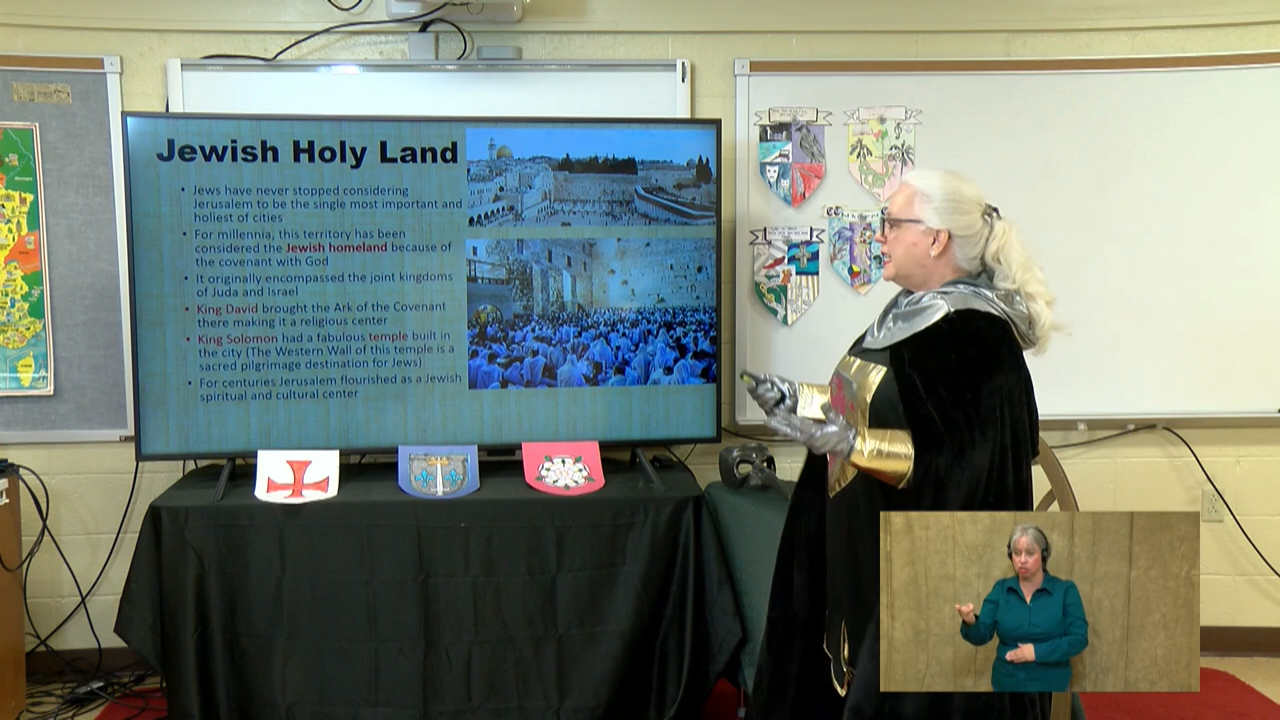 Jewish Holy Land
• Jews have never stopped considering
Jerusalem to be the single most important and
holiest of cities
• For millennia, this territory has been
considered the Jewish homeland because of
the covenant with God
• It originally encompassed the joint kingdoms
of Juda and Israel
• King David brought the Ark of the Covenant
there making it a religious center
• King Solomon had a fabulous temple built in
the city (The Western Wall of this temple is a
sacred pilgrimage destination for Jews)
• For centuries Jerusalem flourished as a Jewish
spiritual and cultural center